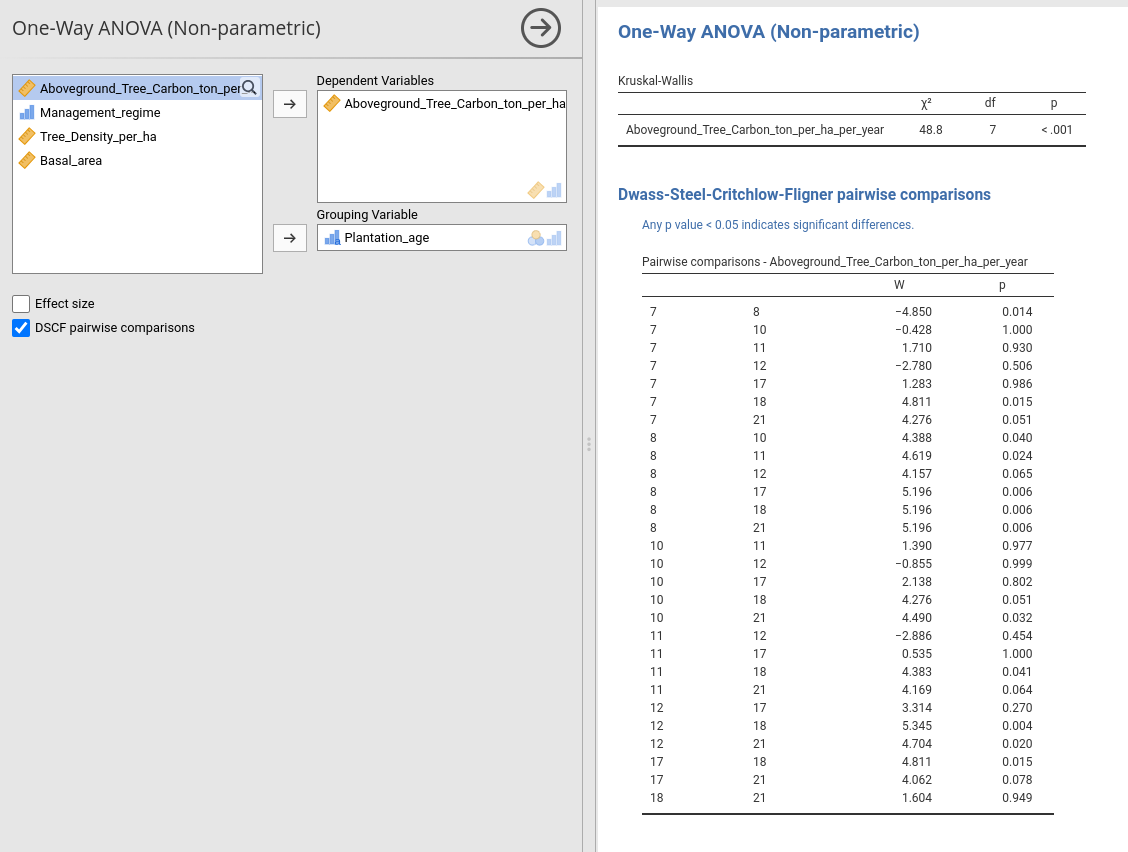 One-Way ANOVA (Non-parametric)
Aboveground_Tree_Carbon_ton_per
Management_regime
Tree_Density_per_ha
Basal_area
Dependent Variables
Aboveground_Tree_Carbon_ton_per_ha
Grouping Variable
a Plantation_age
Effect size
DSCF pairwise comparisons
One-Way ANOVA (Non-parametric)
Kruskal-Wallis
χ² df p
Aboveground_Tree_Carbon_ton_per_ha_per_year 48.8 7 < .001
Dwass-Steel-Critchlow-Fligner pairwise comparisons
Any p value < 0.05 indicates significant differences.
Pairwise comparisons - Aboveground_Tree_Carbon_ton_per_ha_per_year
W p
7 8 −4.850 0.014
7 10 −0.428 1.000
7 11 1.710 0.930
7 12 −2.780 0.506
7 17 1.283 0.986
7 18 4.811 0.015
7 21 4.276 0.051
8 10 4.388 0.040
8 11 4.619 0.024
8 12 4.157 0.065
8 17 5.196 0.006
8 18 5.196 0.006
8 21 5.196 0.006
10 11 1.390 0.977
10 12 −0.855 0.999
10 17 2.138 0.802
10 18 4.276 0.051
10 21 4.490 0.032
11 12 −2.886 0.454
11 17 0.535 1.000
11 18 4.383 0.041
11 21 4.169 0.064
12 17 3.314 0.270
12 18 5.345 0.004
12 21 4.704 0.020
17 18 4.811 0.015
17 21 4.062 0.078
18 21 1.604 0.949